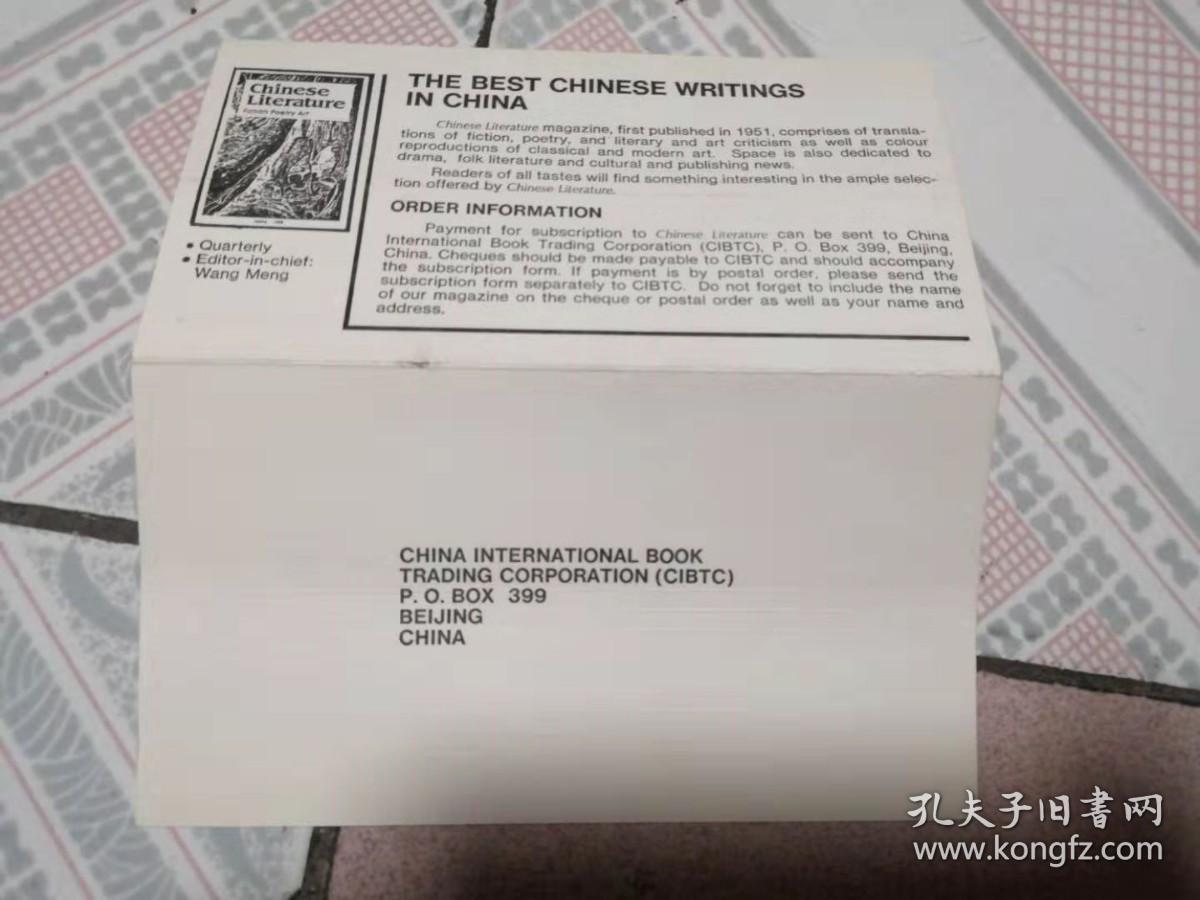 Chinese
Literature
Fiction Poetry Art
• Quarterly
• Editor-in-chief:
Wang Meng
THE BEST CHINESE WRITINGS
IN CHINA
Chinese Literature magazine, first published in 1951, comprises of transla-
tions of fiction, poetry, and literary and art criticism as well as colour
reproductions of classical and modern art. Space is also dedicated to
drama, folk literature and cultural and publishing news.
Readers of all tastes will find something interesting in the ample selec-
tion offered by Chinese Literature.
ORDER INFORMATION
Payment for subscription to Chinese Literature can be sent to China
International Book Trading Corporation (CIBTC), P. O. Box 399, Beijing,
China. Cheques should be made payable to CIBTC and should accompany
the subscription form. If payment is by postal order, please send the
subscription form separately to CIBTC. Do not forget to include the name
of our magazine on the cheque or postal order as well as your name and
address.
CHINA INTERNATIONAL BOOK
TRADING CORPORATION (CIBTC)
P. O. BOX 399
BEIJING
CHINA
孔夫子旧书网
www.kongfz.com